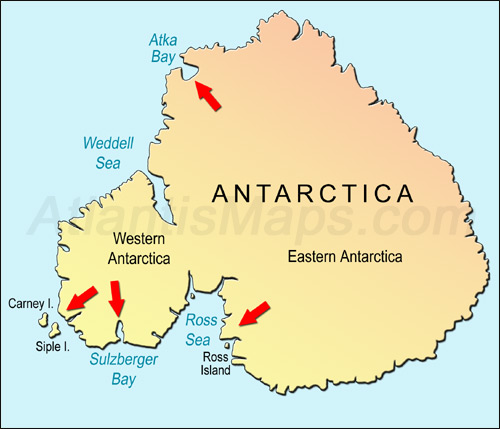 Atka
Bay
Weddell
Sea
ANTARCTICA
AtlantisMaps.com
Western
Antarctica
Eastern Antarctica
Carney I.
Siple I.
Sulzberger
Bay
Ross
Sea
Ross
Island